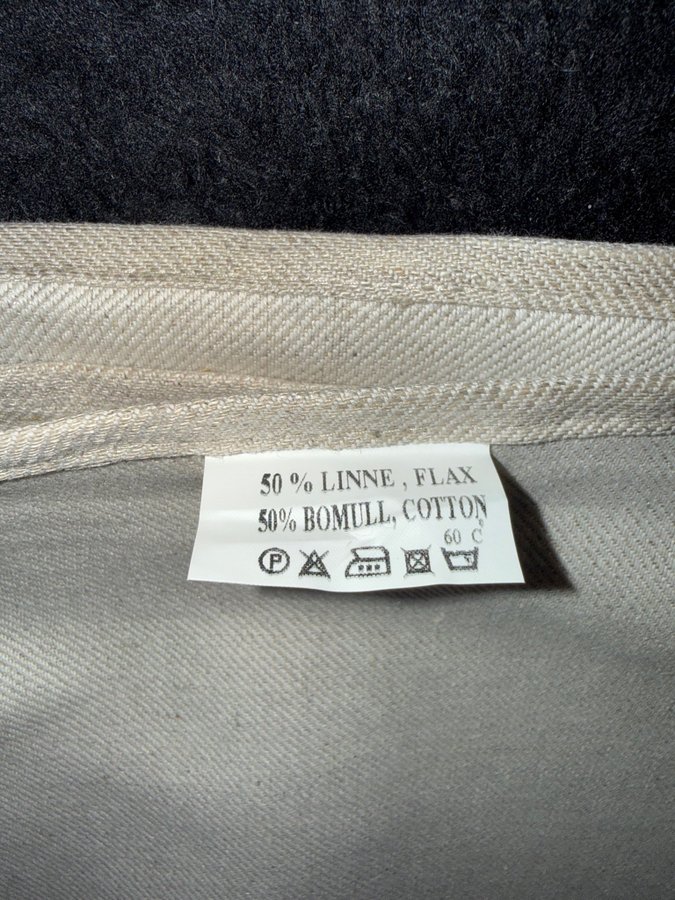 50 % LINNE , FLAX
50% BOMULL, COTTON
60 °C
P